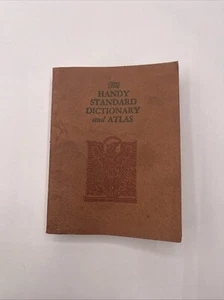 The
HANDY
STANDARD
DICTIONARY
and ATLAS